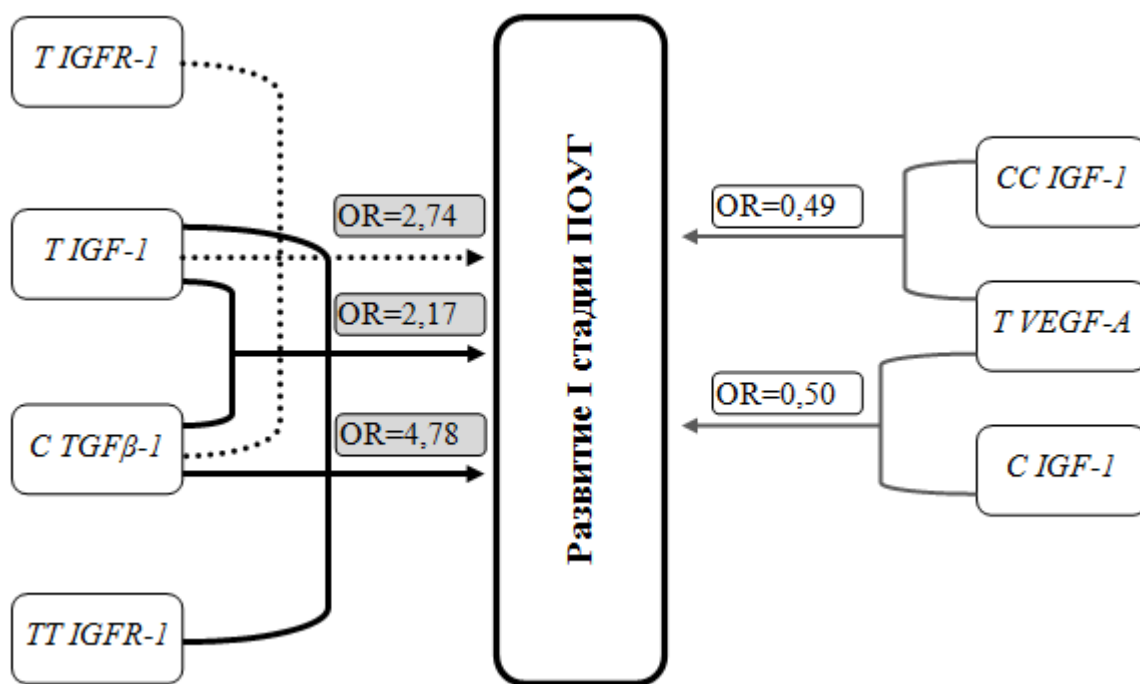 T IGFR-1
T IGF-1
C TGFβ-1
TT IGFR-1
OR=2,74
OR=2,17
OR=4,78
Развитие I стадии ПОУГ
OR=0,49
OR=0,50
CC IGF-1
T VEGF-A
C IGF-1